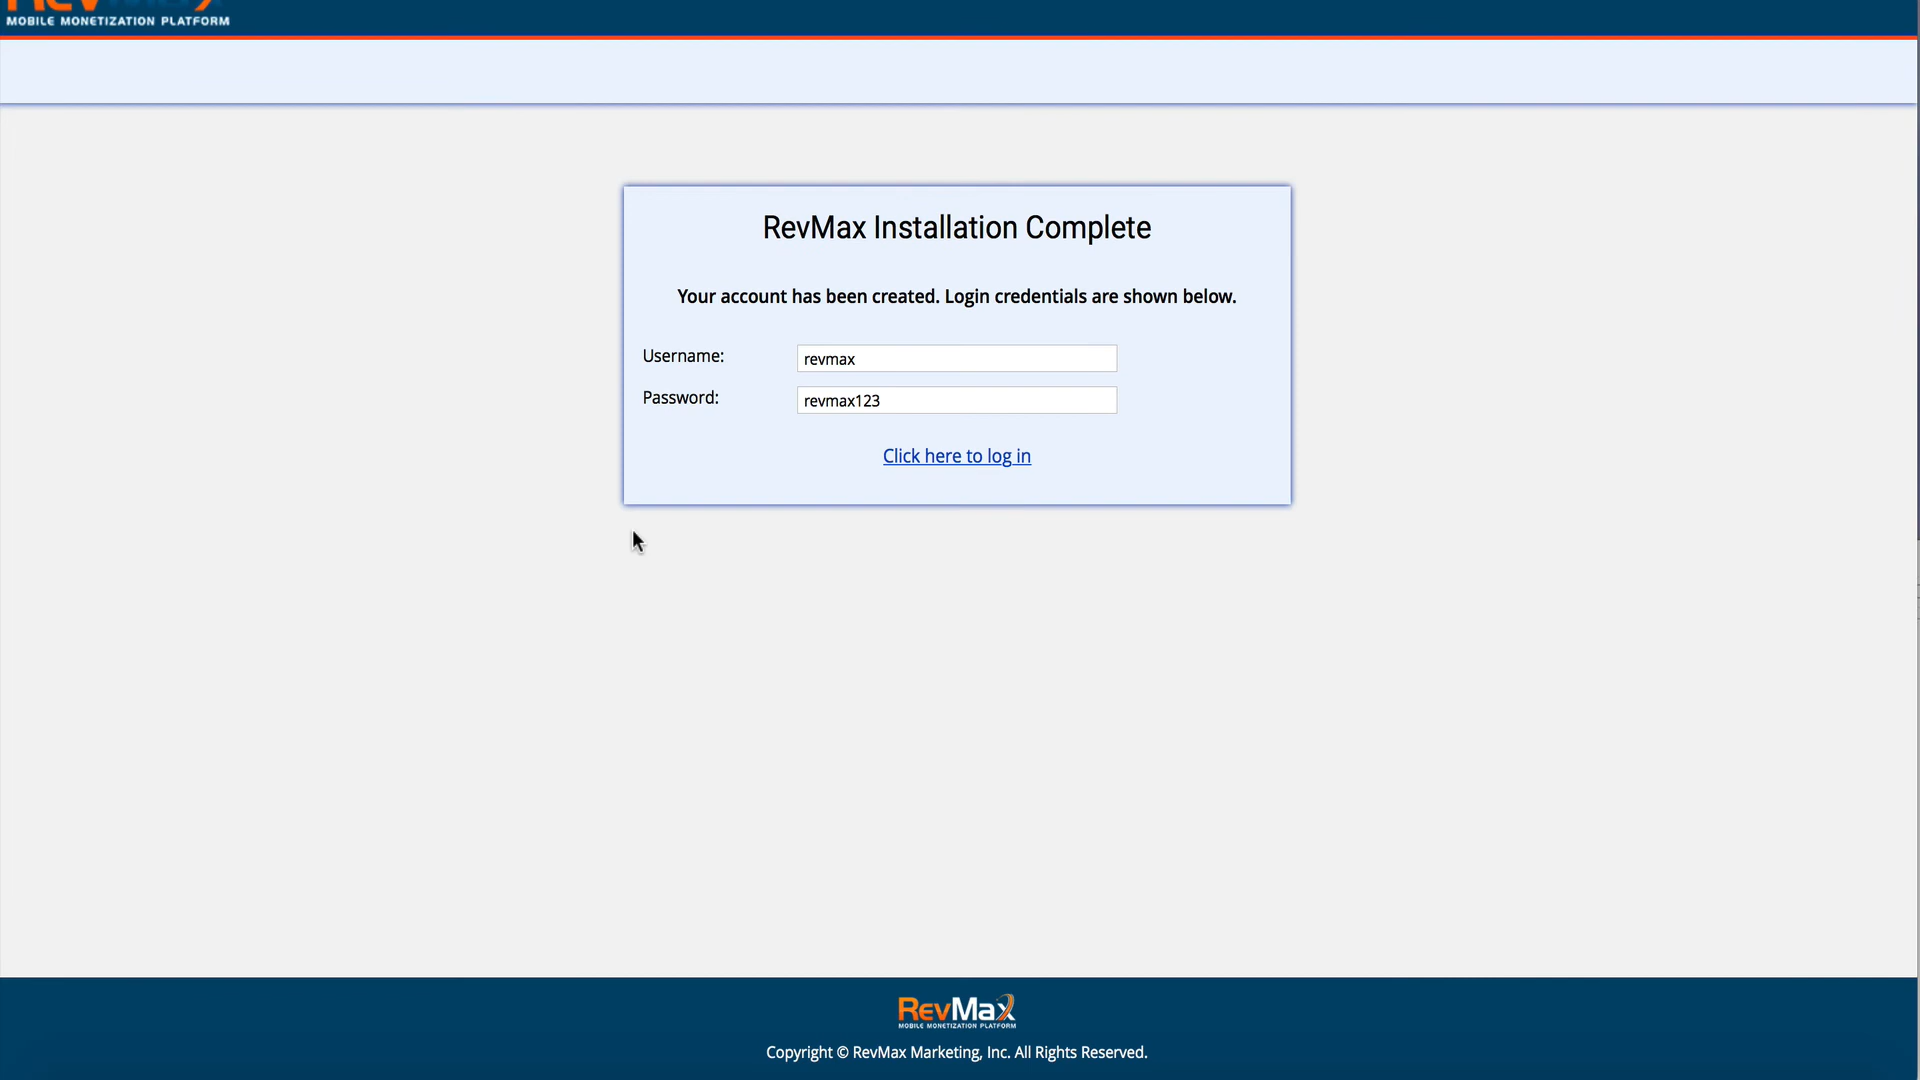 RevMax
MOBILE MONETIZATION PLATFORM
RevMax Installation Complete
Your account has been created. Login credentials are shown below.
Username:
revmax
Password:
revmax123
Click here to log in
RevMax
MOBILE MONETIZATION PLATFORM
Copyright © RevMax Marketing, Inc. All Rights Reserved.